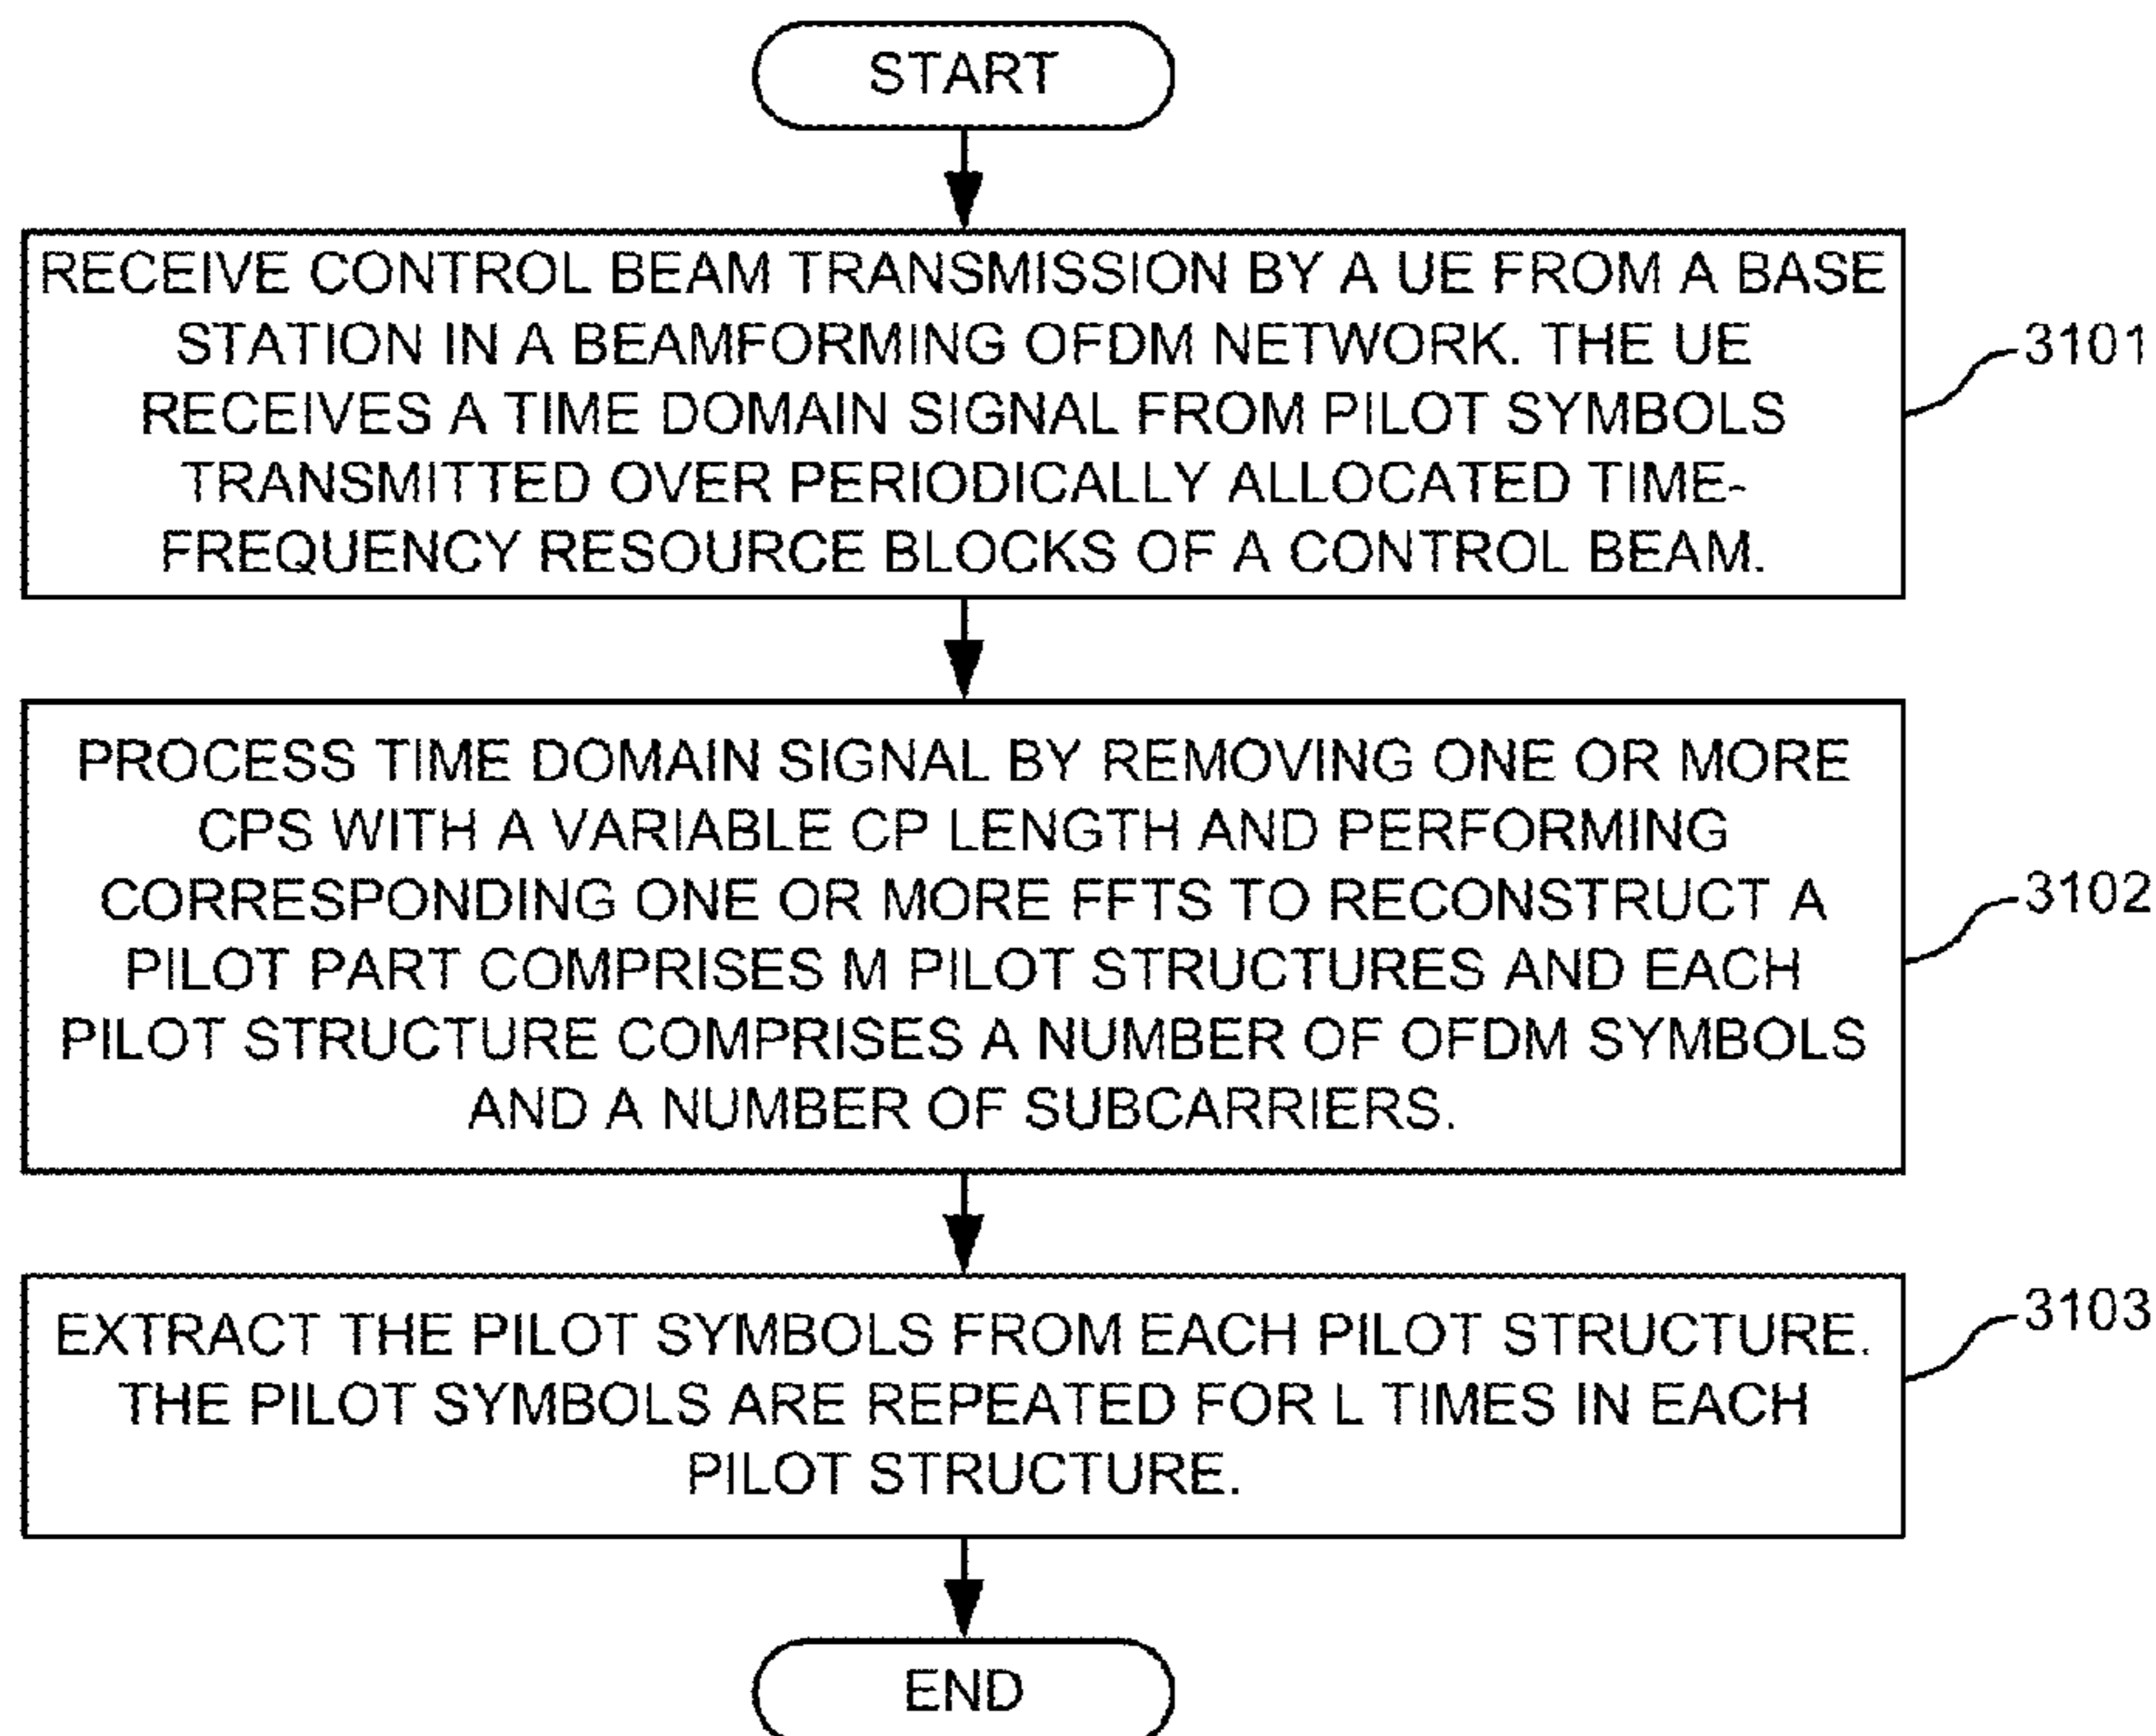 START
RECEIVE CONTROL BEAM TRANSMISSION BY A UE FROM A BASE
STATION IN A BEAMFORMING OFDM NETWORK. THE UE
RECEIVES A TIME DOMAIN SIGNAL FROM PILOT SYMBOLS
TRANSMITTED OVER PERIODICALLY ALLOCATED TIME-
FREQUENCY RESOURCE BLOCKS OF A CONTROL BEAM.
3101
PROCESS TIME DOMAIN SIGNAL BY REMOVING ONE OR MORE
CPS WITH A VARIABLE CP LENGTH AND PERFORMING
CORRESPONDING ONE OR MORE FFTS TO RECONSTRUCT A
PILOT PART COMPRISES M PILOT STRUCTURES AND EACH
PILOT STRUCTURE COMPRISES A NUMBER OF OFDM SYMBOLS
AND A NUMBER OF SUBCARRIERS.
3102
EXTRACT THE PILOT SYMBOLS FROM EACH PILOT STRUCTURE.
THE PILOT SYMBOLS ARE REPEATED FOR L TIMES IN EACH
PILOT STRUCTURE.
3103
END